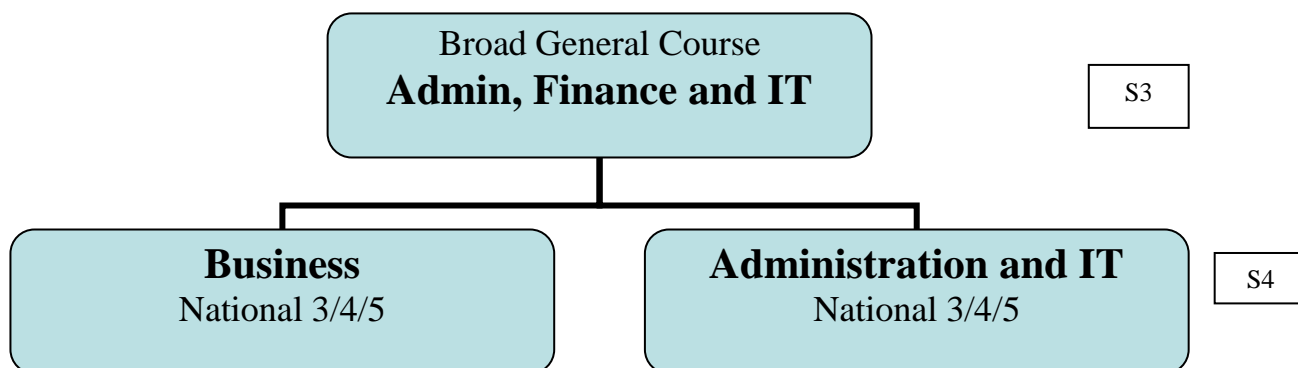 Broad General Course
Admin, Finance and IT
S3
Business
National 3/4/5
Administration and IT
National 3/4/5
S4